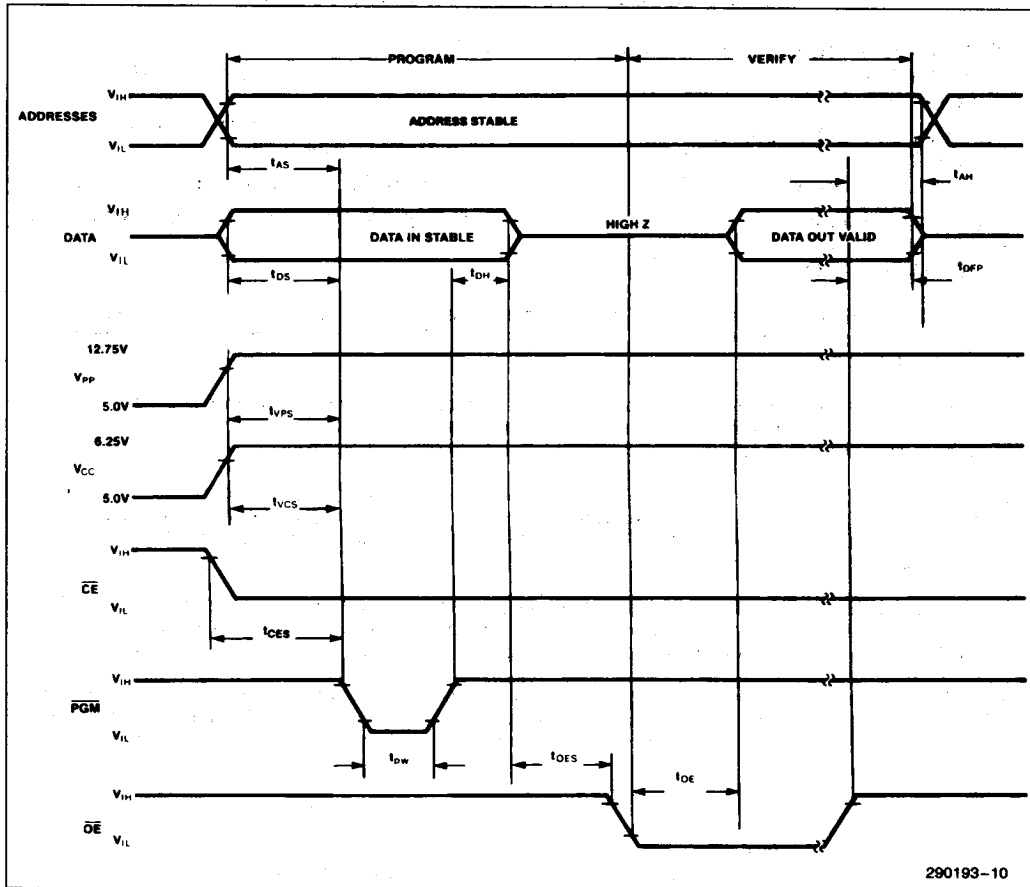 PROGRAM
VERIFY
VIH
ADDRESSES
ADDRESS STABLE
VIL
tAS
tAH
VIH
DATA
DATA IN STABLE
HIGH Z
DATA OUT VALID
VIL
tDS
tDH
tDFP
12.75V
VPP
5.0V
tVPS
6.25V
VCC
5.0V
tVCS
VIH
CE
VIL
tCES
VIH
PGM
VIL
tPW
tOES
tOE
VIH
OE
VIL
290193-10